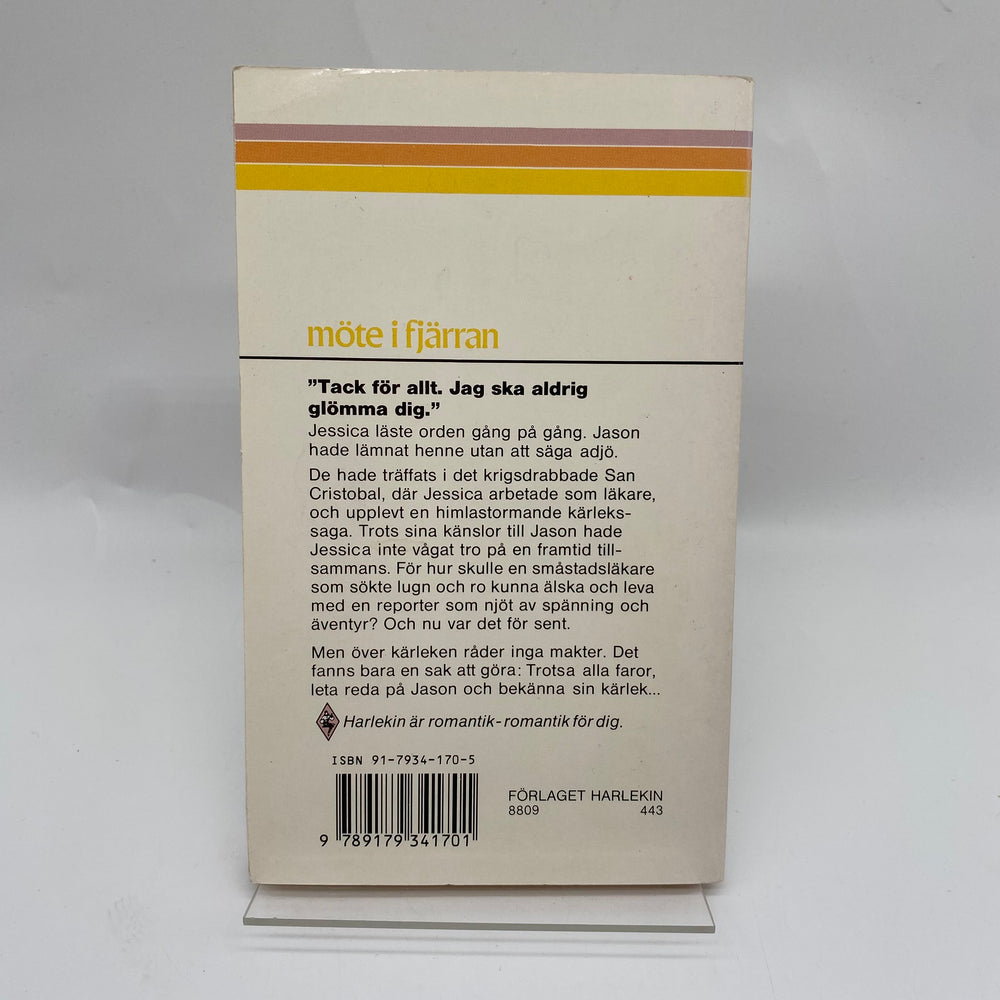 möte i fjärran
”Tack för allt. Jag ska aldrig
glömma dig.”
Jessica läste orden gång på gång. Jason
hade lämnat henne utan att säga adjö.
De hade träffats i det krigsdrabbade San
Cristobal, där Jessica arbetade som läkare,
och upplevt en himlastormande kärleks-
saga. Trots sina känslor till Jason hade
Jessica inte vågat tro på en framtid till-
sammans. För hur skulle en småstadsläkare
som sökte lugn och ro kunna älska och leva
med en reporter som njöt av spänning och
äventyr? Och nu var det för sent.
Men över kärleken råder inga makter. Det
fanns bara en sak att göra: Trotsa alla faror,
leta reda på Jason och bekänna sin kärlek...
Harlekin är romantik-romantik för dig.
ISBN 91-7934-170-5
9 789179 341701
FÖRLAGET HARLEKIN
8809 443